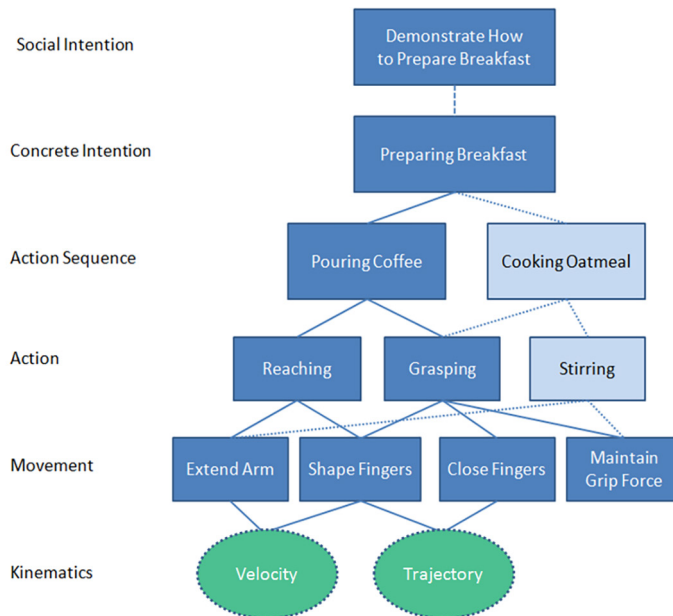 Social Intention
Demonstrate How
to Prepare Breakfast
Concrete Intention
Preparing Breakfast
Action Sequence
Pouring Coffee
Cooking Oatmeal
Action
Reaching
Grasping
Stirring
Movement
Extend Arm
Shape Fingers
Close Fingers
Maintain
Grip Force
Kinematics
Velocity
Trajectory